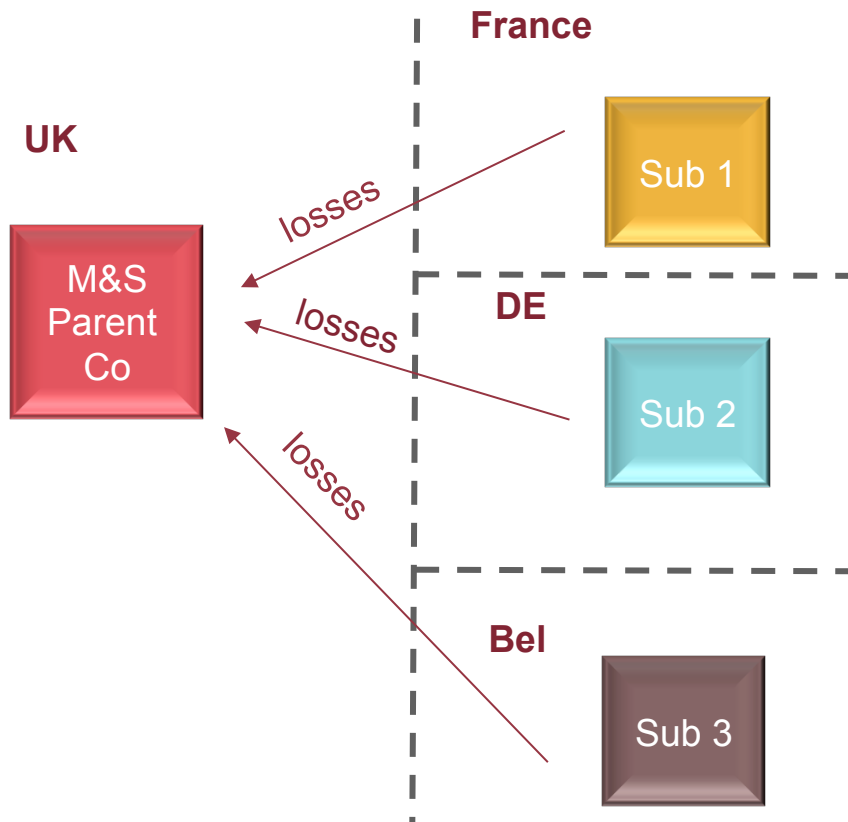 France
UK
Sub 1
losses
M&S
Parent
Co
DE
losses
Sub 2
losses
Bel
Sub 3